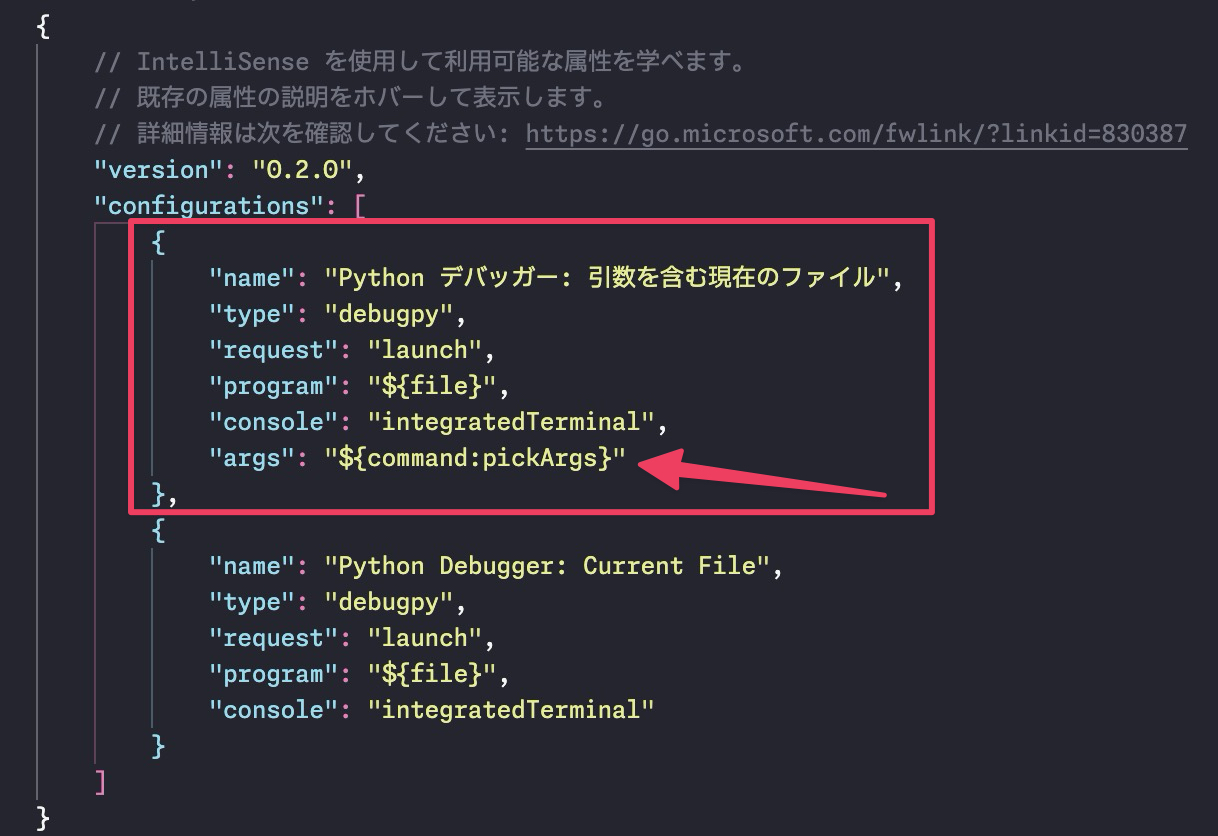 {
// IntelliSense を使用して利用可能な属性を学べます。
// 既存の属性の説明をホバーして表示します。
// 詳細情報は次を確認してください: https://go.microsoft.com/fwlink/?linkid=830387
"version": "0.2.0",
"configurations": [
{
"name": "Python デバッガー: 引数を含む現在のファイル",
"type": "debugpy",
"request": "launch",
"program": "${file}",
"console": "integratedTerminal",
"args": "${command:pickArgs}"
},
{
"name": "Python Debugger: Current File",
"type": "debugpy",
"request": "launch",
"program": "${file}",
"console": "integratedTerminal"
}
]
}